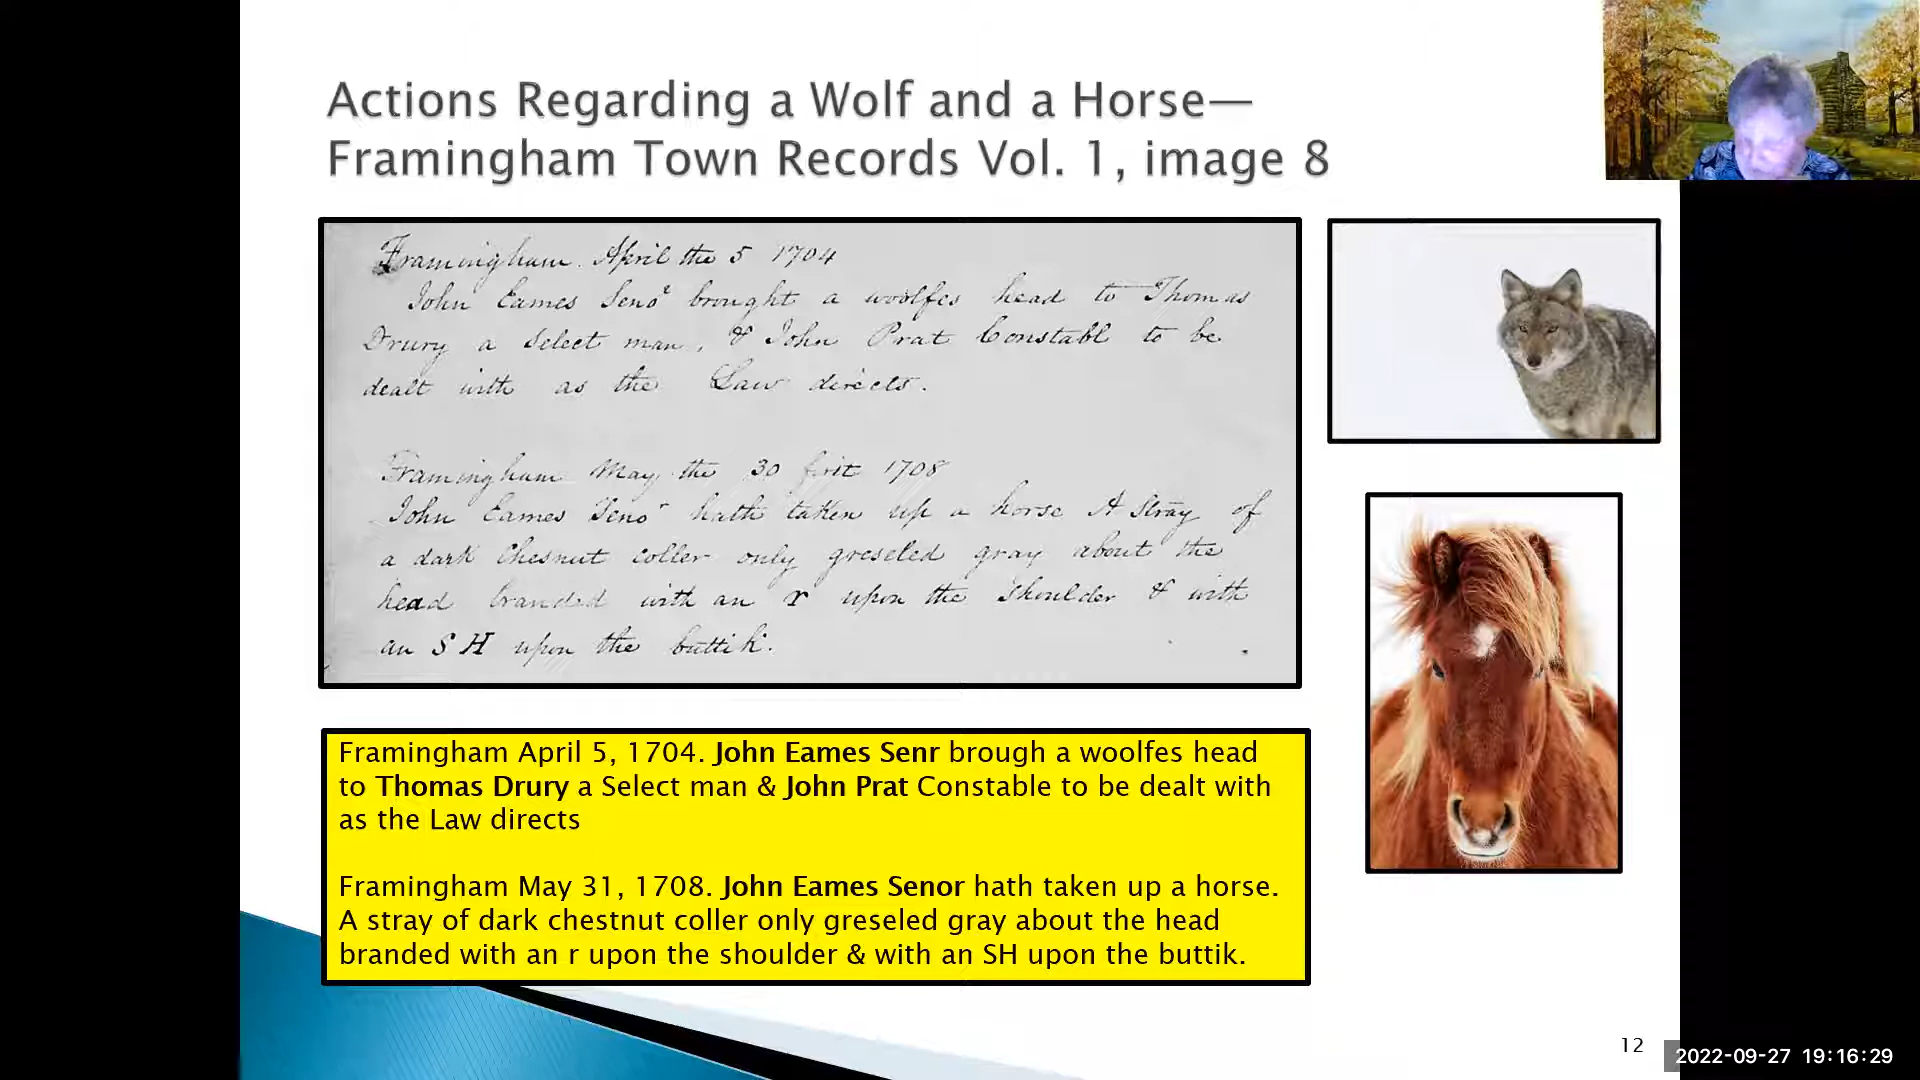 Actions Regarding a Wolf and a Horse—
Framingham Town Records Vol. 1, image 8
Framingham. April the 5 1704
John Eames Senor brought a woolfes head to Thomas
Drury a Select man, & John Prat Constabl to be
dealt with as the Law directs.
Framingham May the 30 first 1708
John Eames Senor hath taken up a horse A Stray of
a dark Chesnut coller only greseled gray about the
head branded with an r upon the Shoulder & with
an S H upon the buttik.
Framingham April 5, 1704. John Eames Senr brough a woolfes head
to Thomas Drury a Select man & John Prat Constable to be dealt with
as the Law directs
Framingham May 31, 1708. John Eames Senor hath taken up a horse.
A stray of dark chestnut coller only greseled gray about the head
branded with an r upon the shoulder & with an SH upon the buttik.
12
2022-09-27 19:16:29